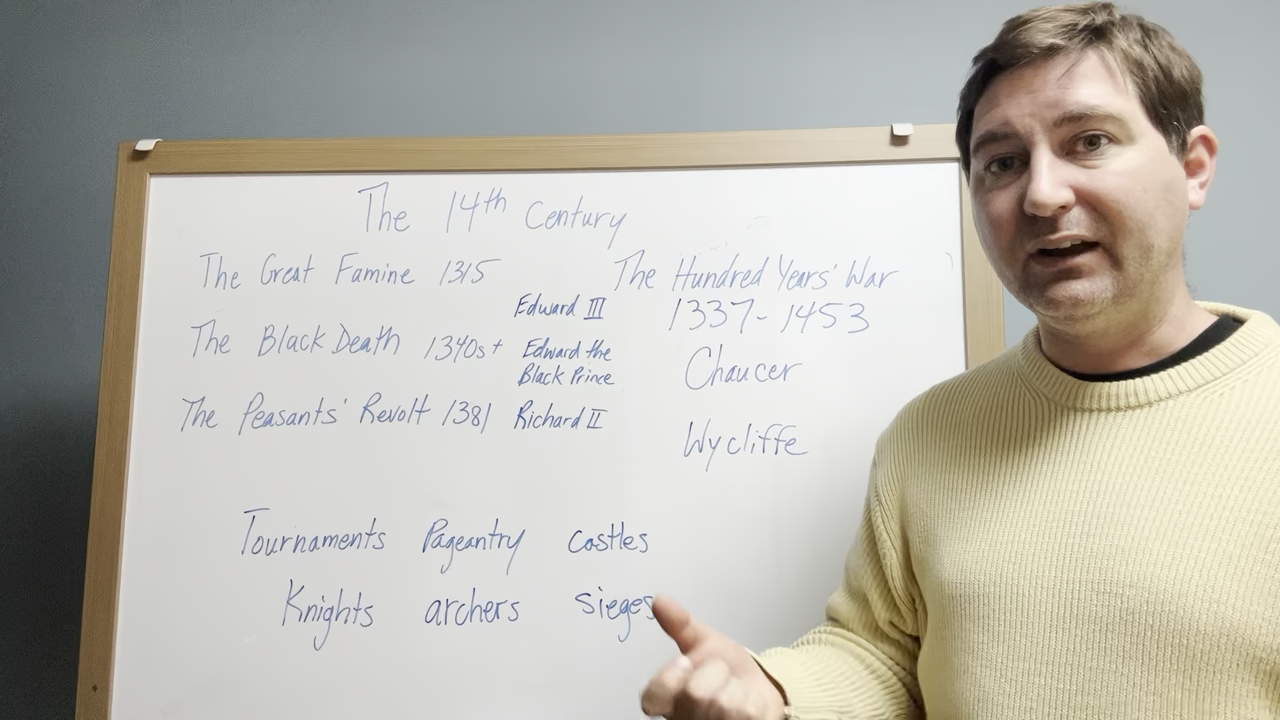 The 14th Century
The Great Famine 1315
The Black Death 1340s+
The Peasants' Revolt 1381
Edward III
Edward the
Black Prince
Richard II
The Hundred Years' War
1337-1453
Chaucer
Wycliffe
Tournaments Pageantry castles
Knights archers sieges